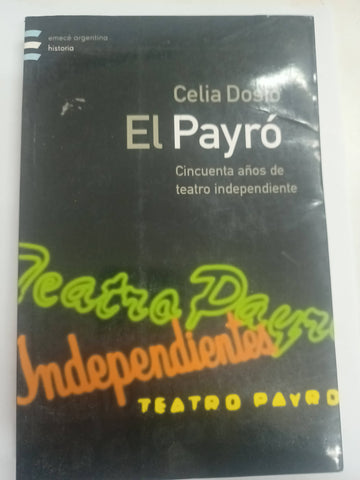 emecé argentina
historia
Celia Dosio
El Payró
Cincuenta años de
teatro independiente
Teatro Payró
Independientes
TEATRO PAYRO